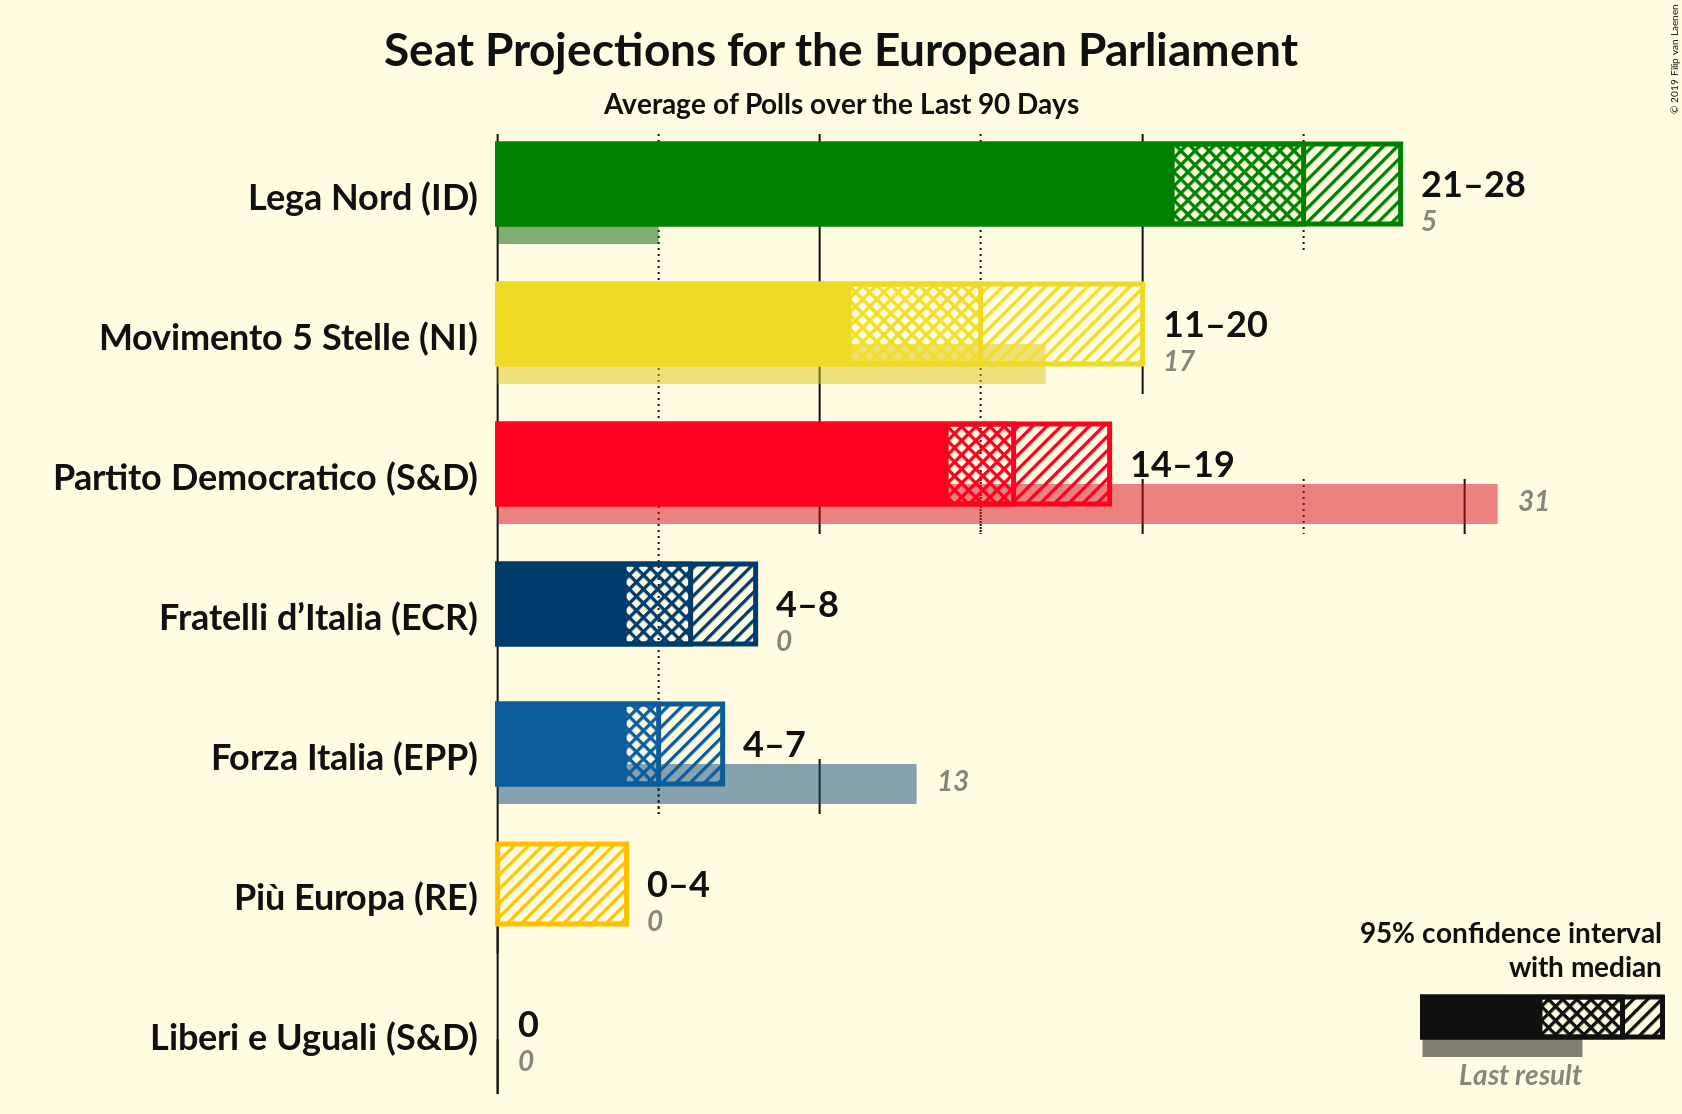 Seat Projections for the European Parliament
Average of Polls over the Last 90 Days
© 2019 Filip van Laenen
Lega Nord (ID)
21–28
5
Movimento 5 Stelle (NI)
11–20
17
Partito Democratico (S&D)
14–19
31
Fratelli d’Italia (ECR)
4–8
0
Forza Italia (EPP)
4–7
13
Più Europa (RE)
0–4
0
Liberi e Uguali (S&D)
0
0
95% confidence interval
with median
Last result